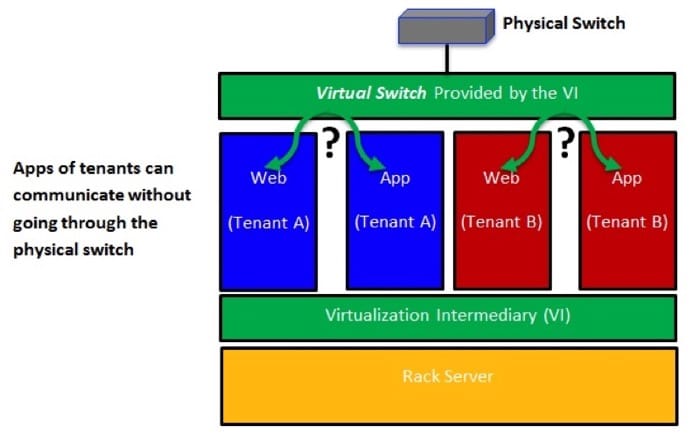 Physical Switch
Virtual Switch Provided by the VI
?
?
Apps of tenants can
communicate without
going through the
physical switch
Web
(Tenant A)
App
(Tenant A)
Web
(Tenant B)
App
(Tenant B)
Virtualization Intermediary (VI)
Rack Server